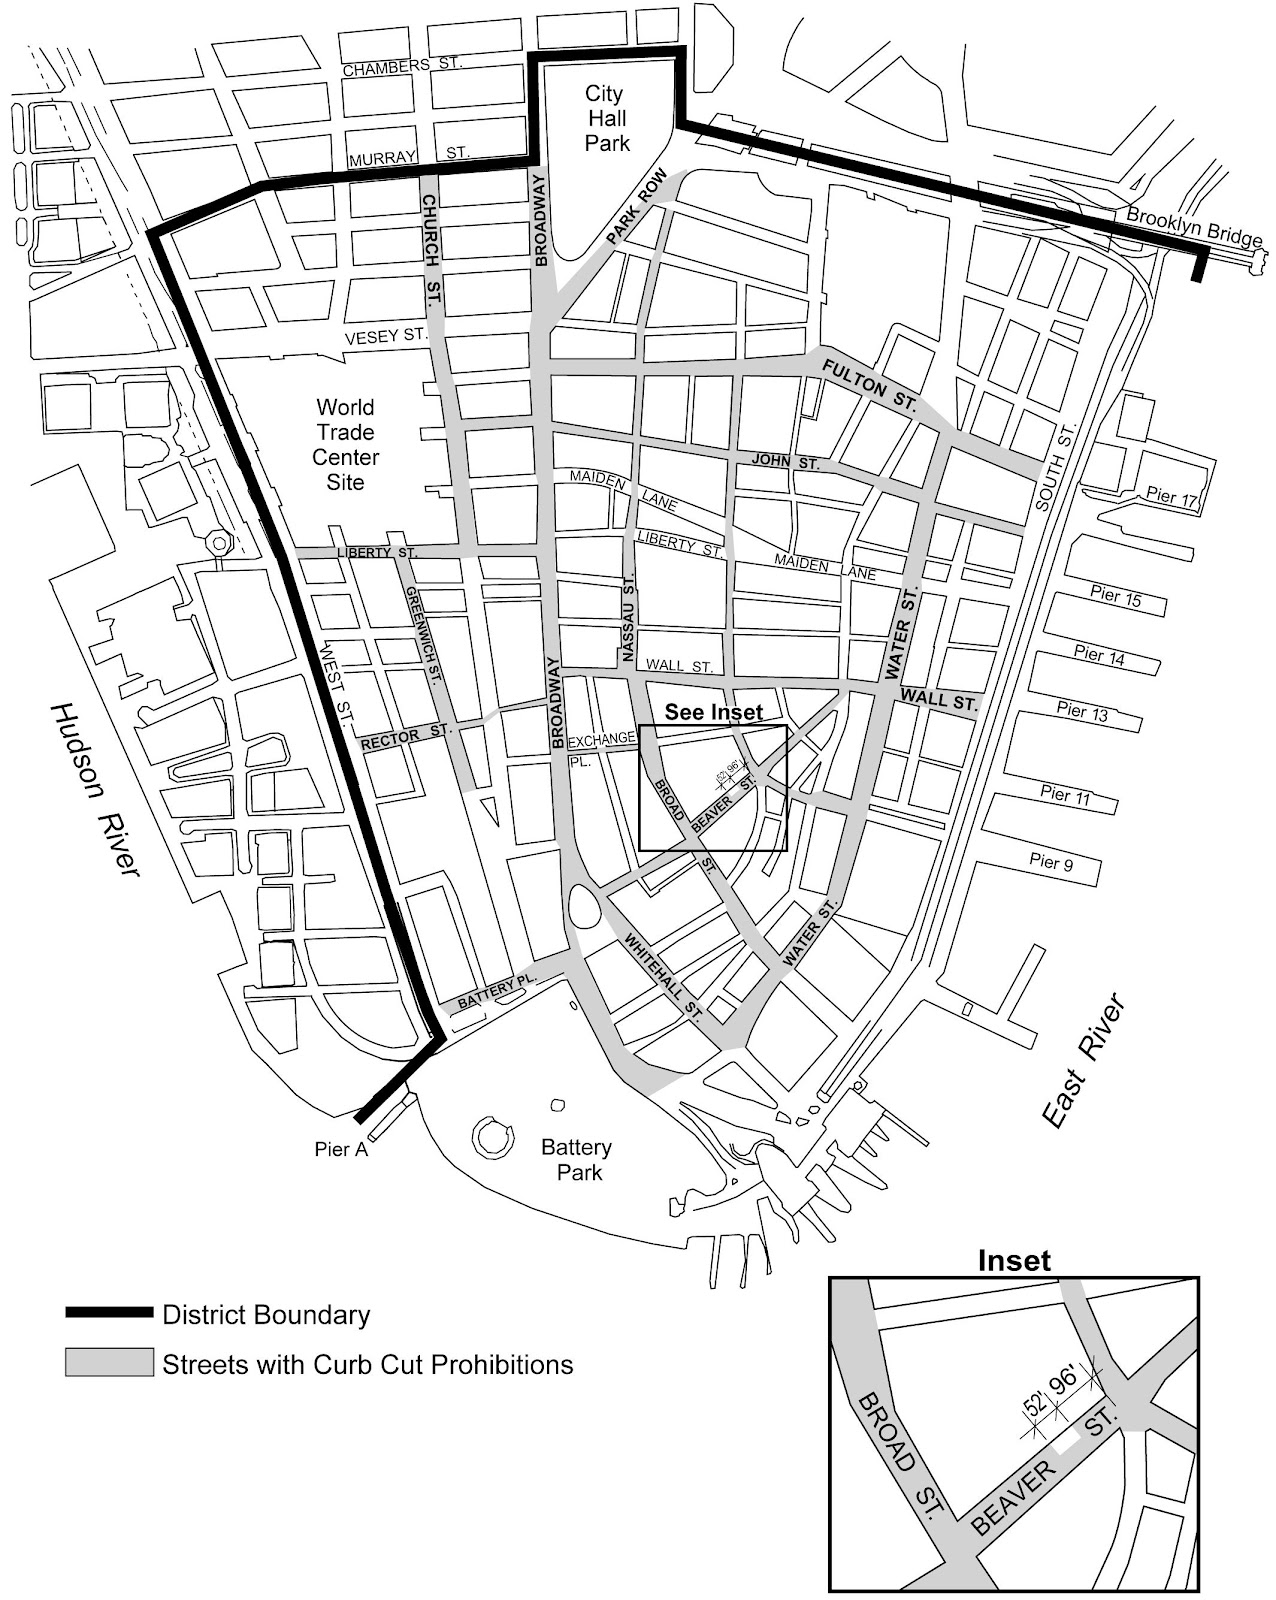 CHAMBERS ST.
City
Hall
Park
MURRAY ST.
CHURCH ST.
BROADWAY
PARK ROW
Brooklyn Bridge
VESEY ST.
FULTON ST.
World
Trade
Center
Site
JOHN ST.
SOUTH ST.
MAIDEN LANE
Pier 17
LIBERTY ST.
LIBERTY ST.
MAIDEN LANE
GREENWICH ST.
NASSAU ST.
WATER ST.
Pier 15
WEST ST.
WALL ST.
Pier 14
WALL ST.
BROADWAY
Pier 13
See Inset
RECTOR ST.
EXCHANGE
PL.
52' 96'
BROAD
ST.
BEAVER ST.
Pier 11
Hudson River
Pier 9
WHITEHALL ST.
WATER ST.
BATTERY PL.
East River
Pier A
Battery
Park
Inset
District Boundary
Streets with Curb Cut Prohibitions
52' 96'
BROAD ST.
BEAVER ST.